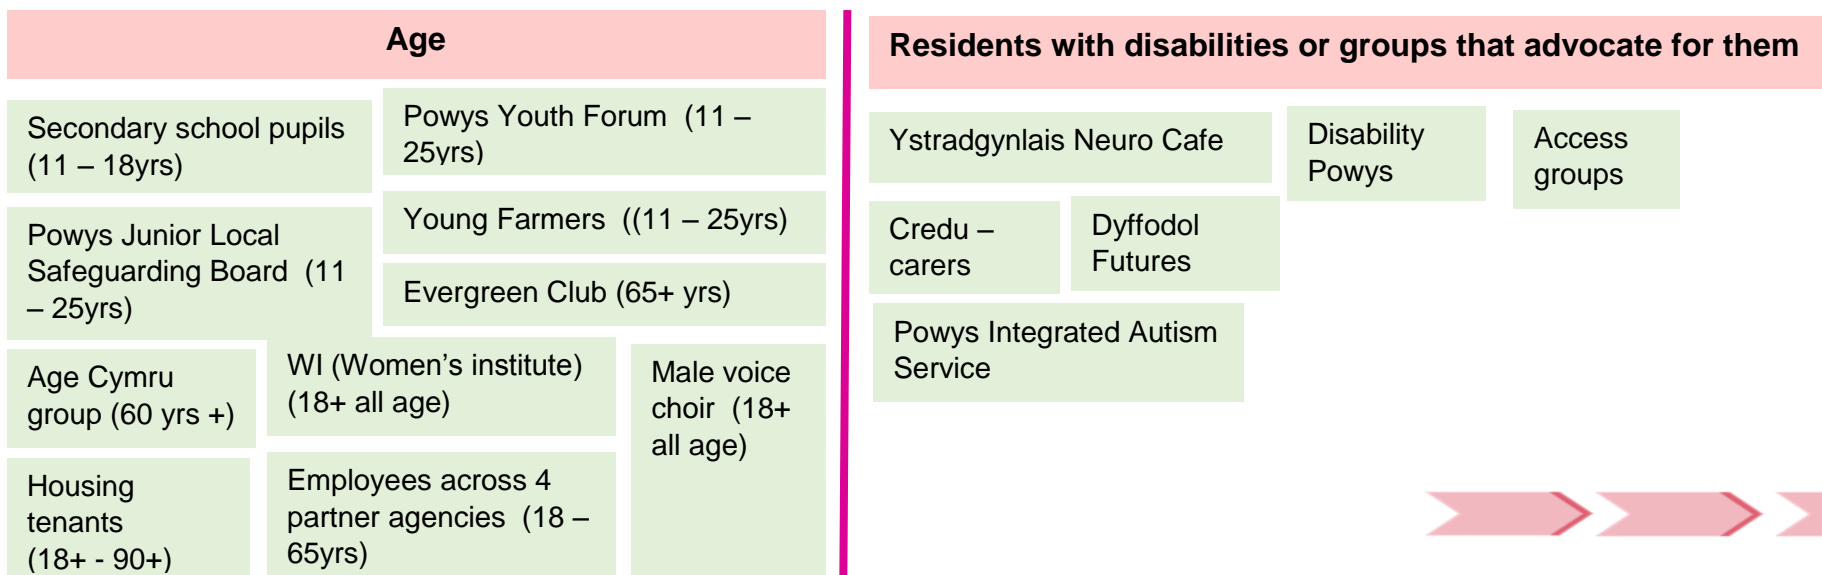 Age
Secondary school pupils
(11 – 18yrs)
Powys Youth Forum  (11 –
25yrs)
Powys Junior Local
Safeguarding Board  (11
– 25yrs)
Young Farmers  ((11 – 25yrs)
Evergreen Club (65+ yrs)
Age Cymru
group (60 yrs +)
WI (Women’s institute)
(18+ all age)
Male voice
choir  (18+
all age)
Housing
tenants
(18+ - 90+)
Employees across 4
partner agencies  (18 –
65yrs)
Residents with disabilities or groups that advocate for them
Ystradgynlais Neuro Cafe
Disability
Powys
Access
groups
Credu –
carers
Dyffodol
Futures
Powys Integrated Autism
Service